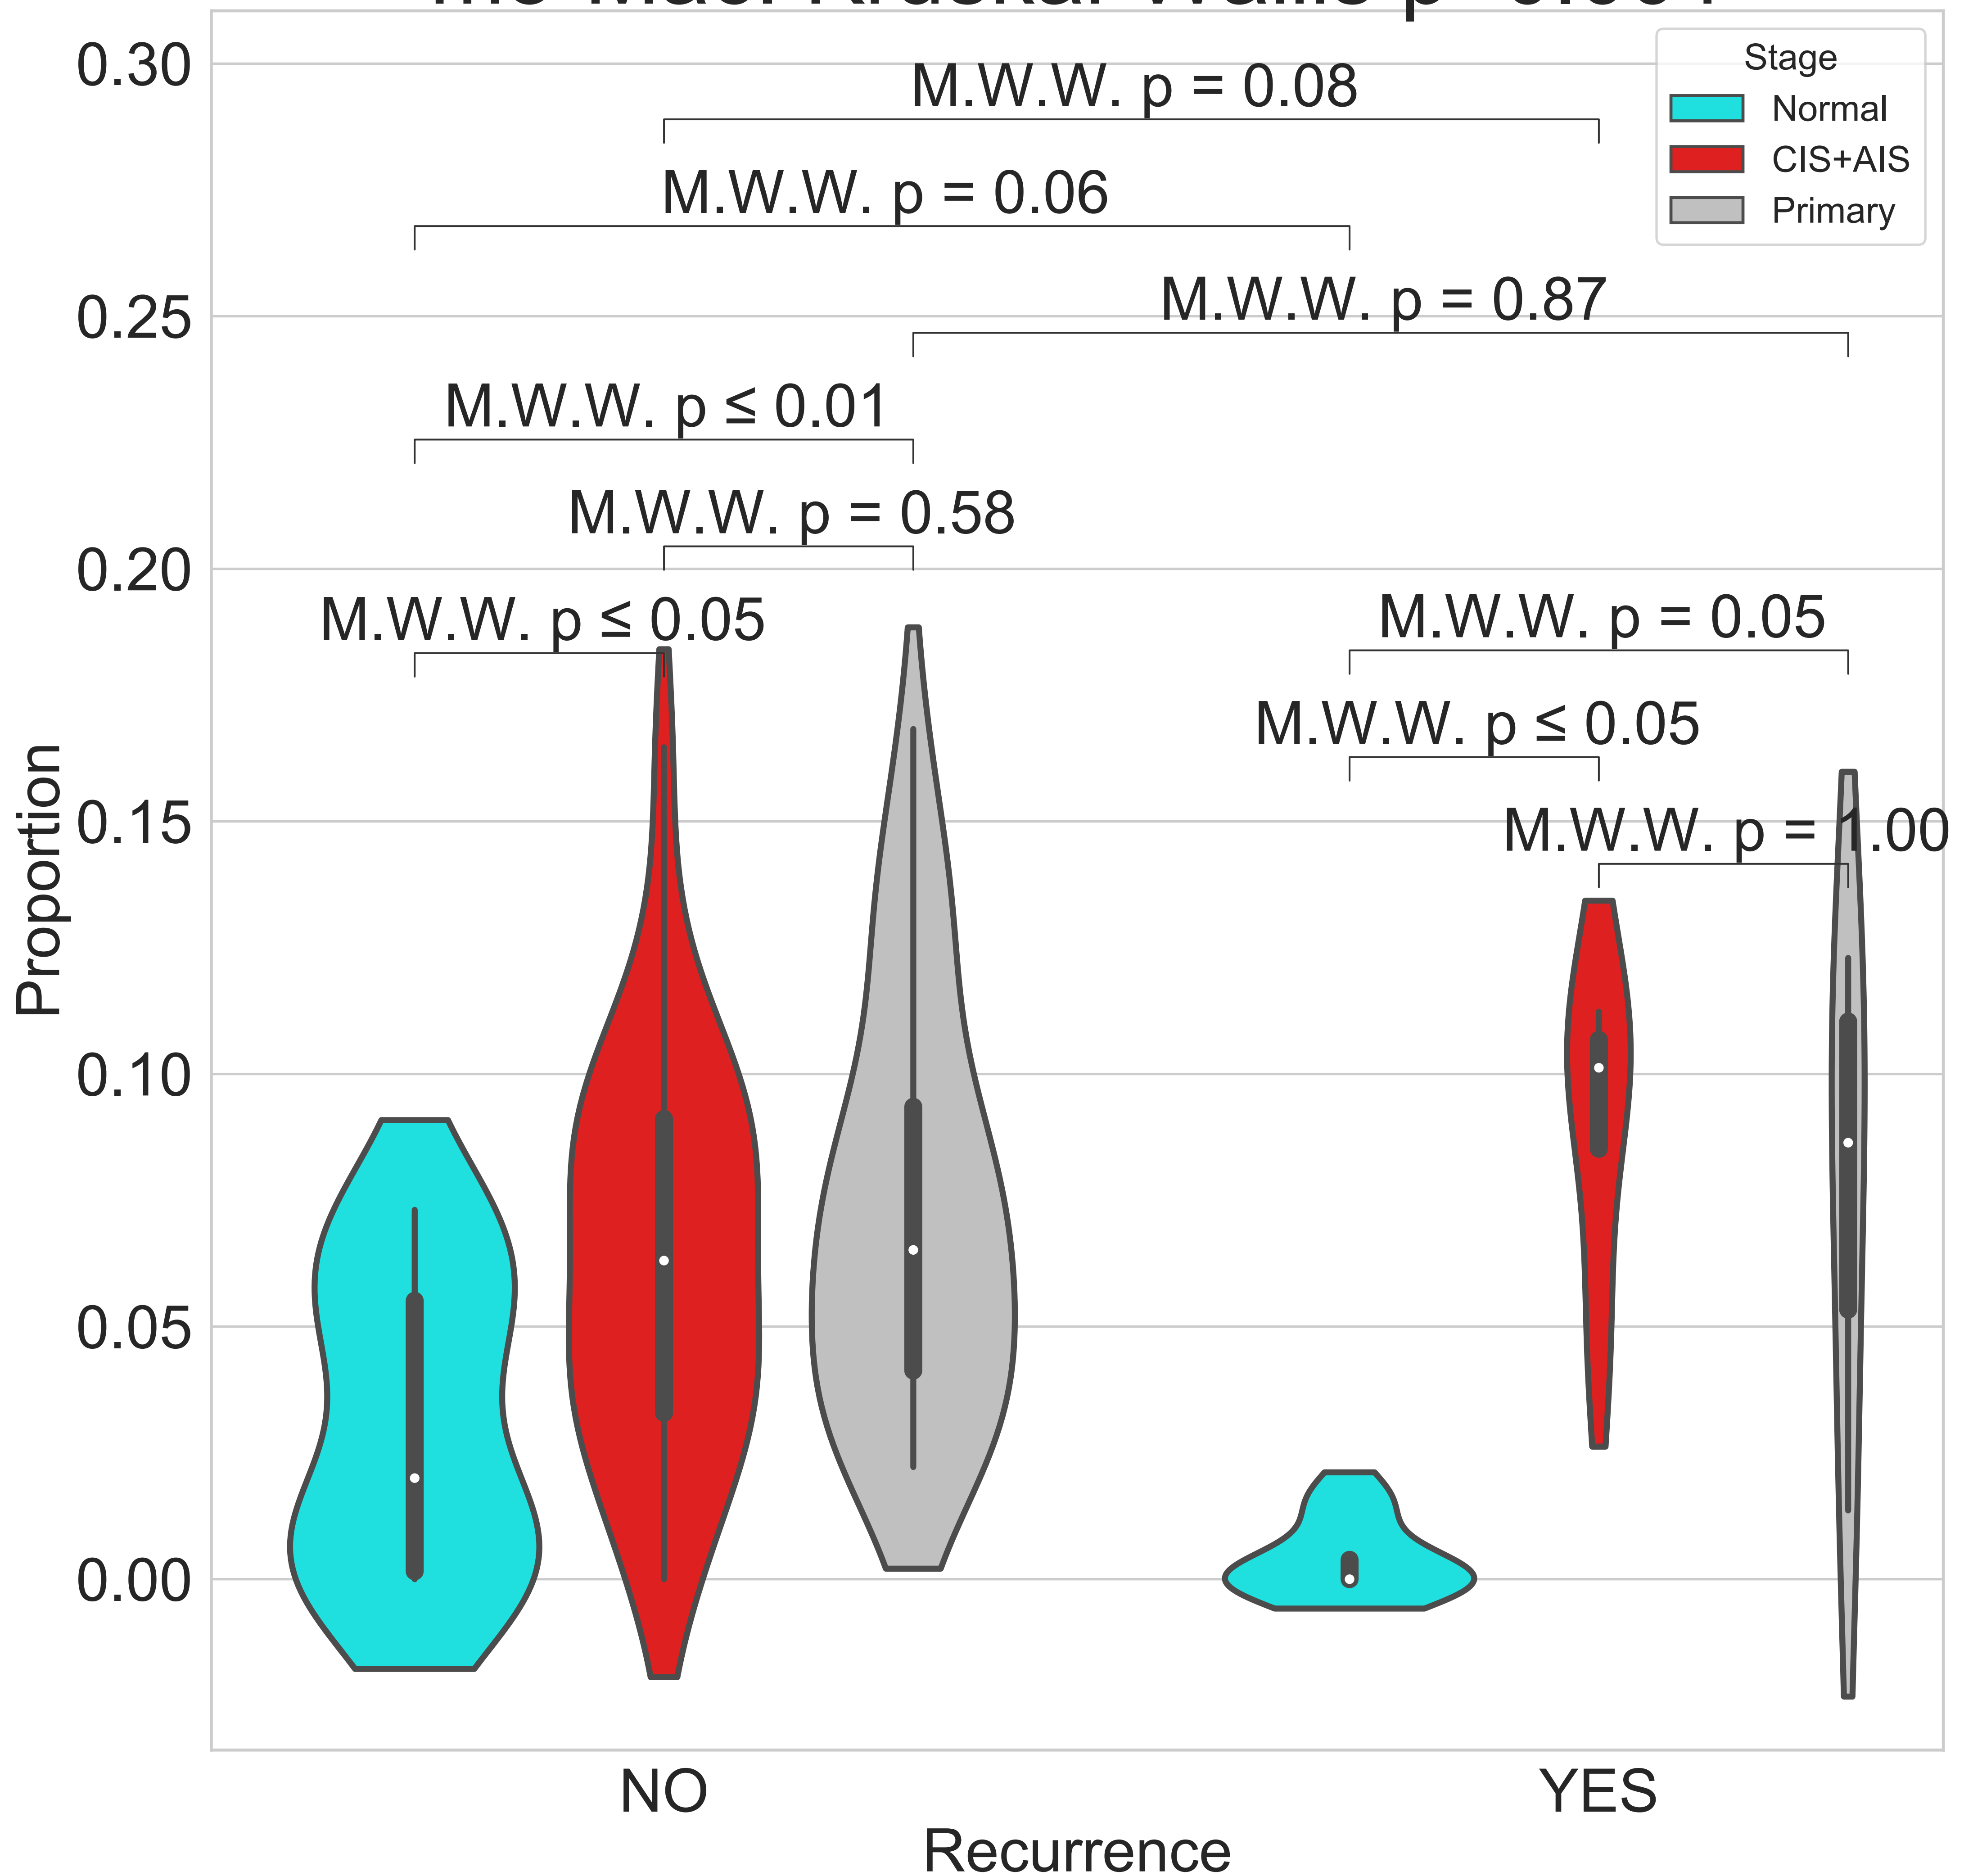 Stage
Normal
CIS+AIS
Primary
M.W.W. p = 0.08
M.W.W. p = 0.06
M.W.W. p = 0.87
M.W.W. p ≤ 0.01
M.W.W. p = 0.58
M.W.W. p ≤ 0.05
M.W.W. p = 0.05
M.W.W. p ≤ 0.05
M.W.W. p = 1.00
0.30
0.25
0.20
0.15
0.10
0.05
0.00
Proportion
NO
YES
Recurrence